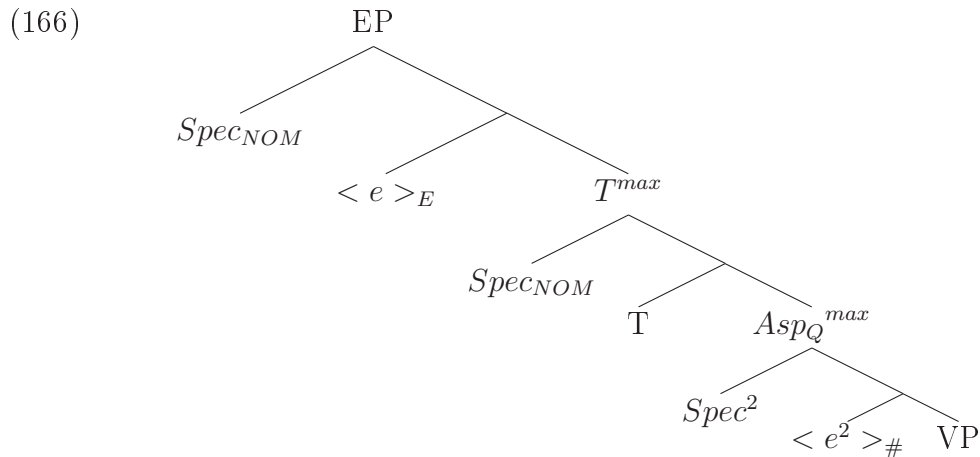 (166) EP
Spec_NOM
< e >_E T^max
Spec_NOM
T Asp_Q^max
Spec^2
< e^2 >_# VP